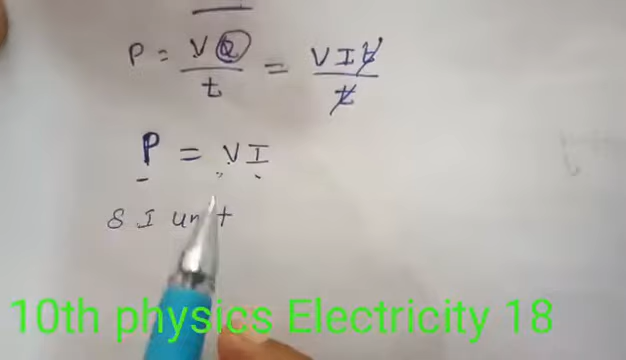 P = VQ/t = VIt/t
P = VI
S I unit
10th physics Electricity 18